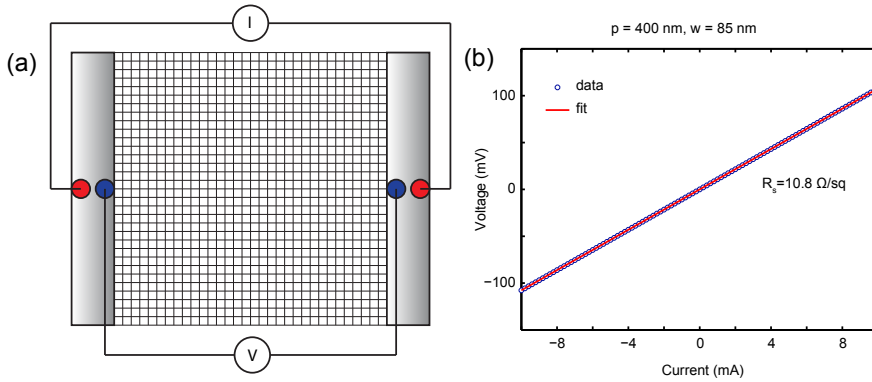 (a)
I
V
(b)
p = 400 nm, w = 85 nm
data
fit
R_s=10.8 Ω/sq
Voltage (mV)
100
0
−100
−8
−4
0
4
8
Current (mA)